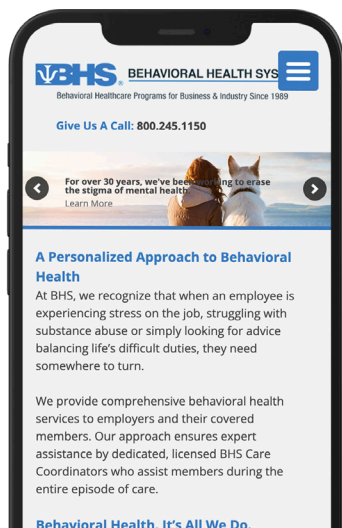 BHS® BEHAVIORAL HEALTH SYS
Behavioral Healthcare Programs for Business & Industry Since 1989
Give Us A Call: 800.245.1150
For over 30 years, we've been working to erase
the stigma of mental health.
Learn More
A Personalized Approach to Behavioral
Health
At BHS, we recognize that when an employee is
experiencing stress on the job, struggling with
substance abuse or simply looking for advice
balancing life's difficult duties, they need
somewhere to turn.
We provide comprehensive behavioral health
services to employers and their covered
members. Our approach ensures expert
assistance by dedicated, licensed BHS Care
Coordinators who assist members during the
entire episode of care.
Behavioral Health. It's All We Do.